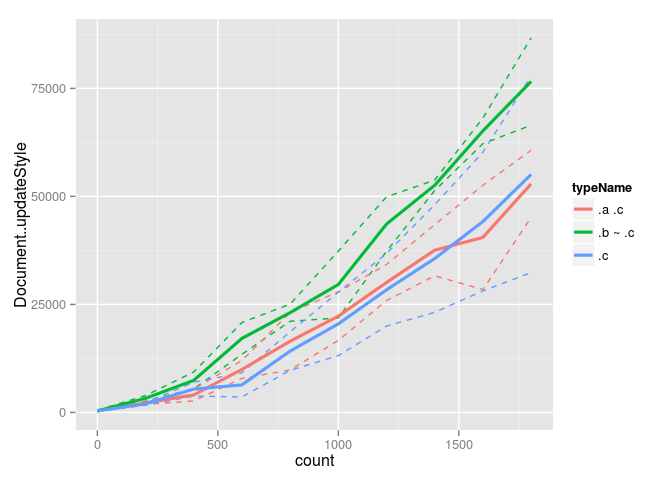 Document..updateStyle
75000
50000
25000
0
0 500 1000 1500
count
typeName
.a .c
.b ~ .c
.c